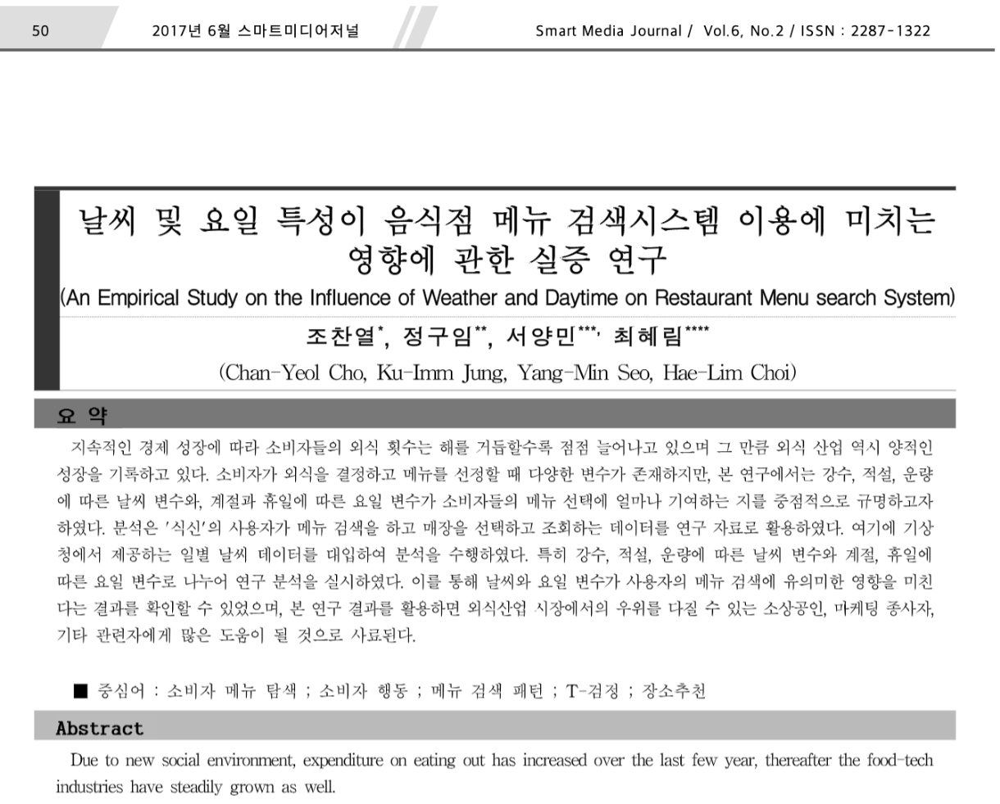 50 2017년 6월 스마트미디어저널 Smart Media Journal / Vol.6, No.2 / ISSN : 2287-1322
날씨 및 요일 특성이 음식점 메뉴 검색시스템 이용에 미치는
영향에 관한 실증 연구
(An Empirical Study on the Influence of Weather and Daytime on Restaurant Menu search System)
조찬열*, 정구임**, 서양민***, 최혜림****
(Chan-Yeol Cho, Ku-Imm Jung, Yang-Min Seo, Hae-Lim Choi)
요 약
지속적인 경제 성장에 따라 소비자들의 외식 횟수는 해를 거듭할수록 점점 늘어나고 있으며 그 만큼 외식 산업 역시 양적인
성장을 기록하고 있다. 소비자가 외식을 결정하고 메뉴를 선정할 때 다양한 변수가 존재하지만, 본 연구에서는 강수, 적설, 운량
에 따른 날씨 변수와, 계절과 휴일에 따른 요일 변수가 소비자들의 메뉴 선택에 얼마나 기여하는 지를 중점적으로 규명하고자
하였다. 분석은 '식신'의 사용자가 메뉴 검색을 하고 매장을 선택하고 조회하는 데이터를 연구 자료로 활용하였다. 여기에 기상
청에서 제공하는 일별 날씨 데이터를 대입하여 분석을 수행하였다. 특히 강수, 적설, 운량에 따른 날씨 변수와 계절, 휴일에
따른 요일 변수로 나누어 연구 분석을 실시하였다. 이를 통해 날씨와 요일 변수가 사용자의 메뉴 검색에 유의미한 영향을 미친
다는 결과를 확인할 수 있었으며, 본 연구 결과를 활용하면 외식산업 시장에서의 우위를 다질 수 있는 소상공인, 마케팅 종사자,
기타 관련자에게 많은 도움이 될 것으로 사료된다.
■ 중심어 : 소비자 메뉴 탐색 ; 소비자 행동 ; 메뉴 검색 패턴 ; T-검정 ; 장소추천
Abstract
Due to new social environment, expenditure on eating out has increased over the last few year, thereafter the food-tech
industries have steadily grown as well.